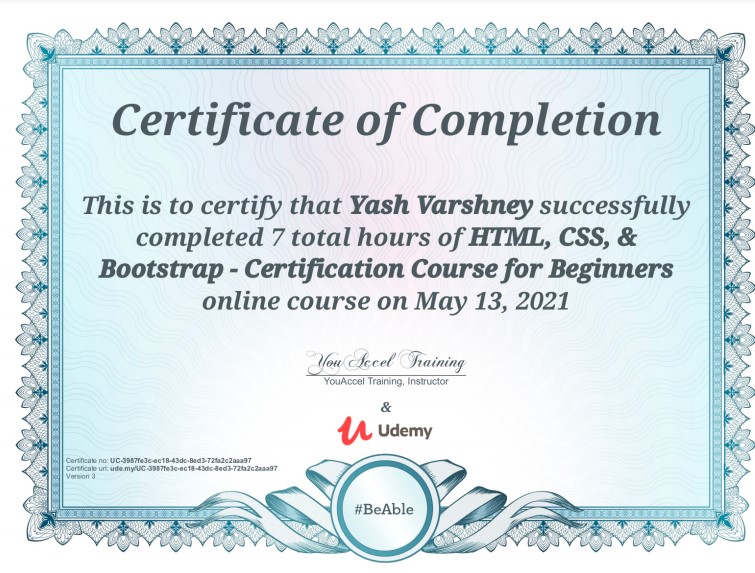 Certificate of Completion
This is to certify that Yash Varshney successfully
completed 7 total hours of HTML, CSS, &
Bootstrap - Certification Course for Beginners
online course on May 13, 2021
You Accel Training
YouAccel Training, Instructor
&
Udemy
Certificate no: UC-3987fe3c-ec18-43dc-8ed3-72fa2c2aaa97
Certificate url: ude.my/UC-3987fe3c-ec18-43dc-8ed3-72fa2c2aaa97
Version 3
#BeAble